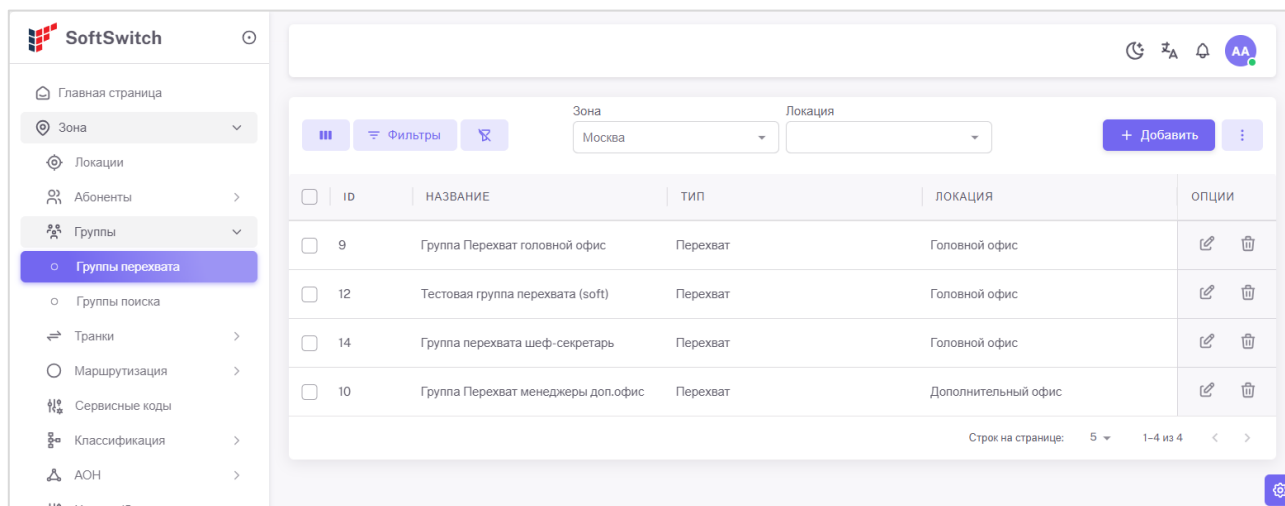 SoftSwitch
AA
Главная страница
Зона
Локации
Абоненты
Группы
Группы перехвата
Группы поиска
Транки
Маршрутизация
Сервисные коды
Классификация
АОН
Зона
Локация
Фильтры
Москва
+ Добавить
ID НАЗВАНИЕ ТИП ЛОКАЦИЯ ОПЦИИ
9 Группа Перехват головной офис Перехват Головной офис
12 Тестовая группа перехвата (soft) Перехват Головной офис
14 Группа перехвата шеф-секретарь Перехват Головной офис
10 Группа Перехват менеджеры доп.офис Перехват Дополнительный офис
Строк на странице: 5 1–4 из 4